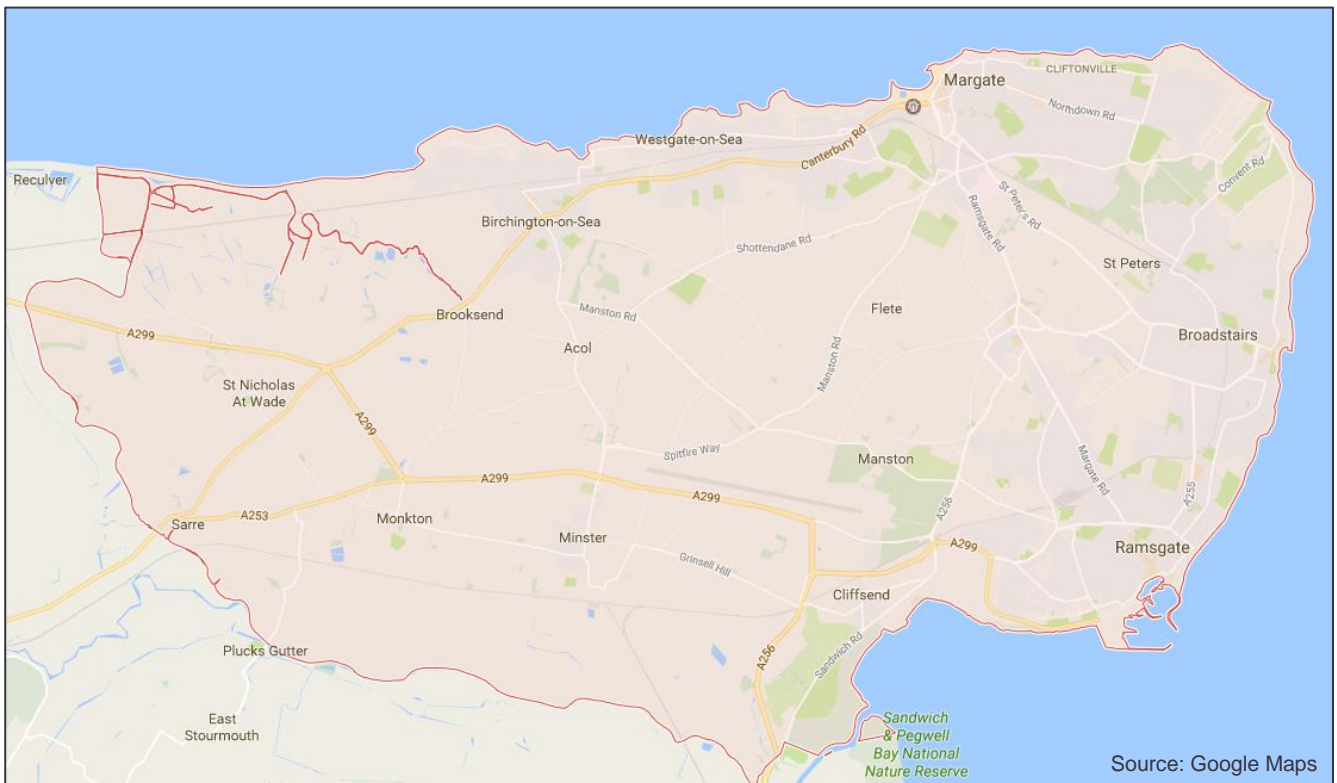 Margate
CLIFTONVILLE
Northdown Rd
Westgate-on-Sea
Canterbury Rd
Convent Rd
Reculver
St Peter's Rd
Ramsgate Rd
Birchington-on-Sea
Shottendane Rd
St Peters
Manston Rd
Flete
Brooksend
A299
Broadstairs
Acol
Manston Rd
St Nicholas
At Wade
A299
Spitfire Way
Manston
Margate Rd
A299
A299
A255
A256
Sarre
A253
Monkton
Minster
A299
Ramsgate
Grinsell Hill
Cliffsend
Sandwich Rd
A256
Plucks Gutter
East
Stourmouth
Sandwich
& Pegwell
Bay National
Nature Reserve
Source: Google Maps